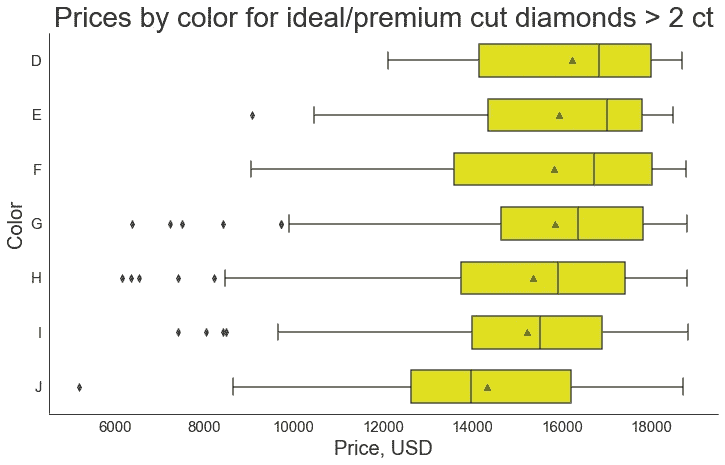 Prices by color for ideal/premium cut diamonds > 2 ct
D
E
F
G
H
I
J
Color
6000 8000 10000 12000 14000 16000 18000
Price, USD